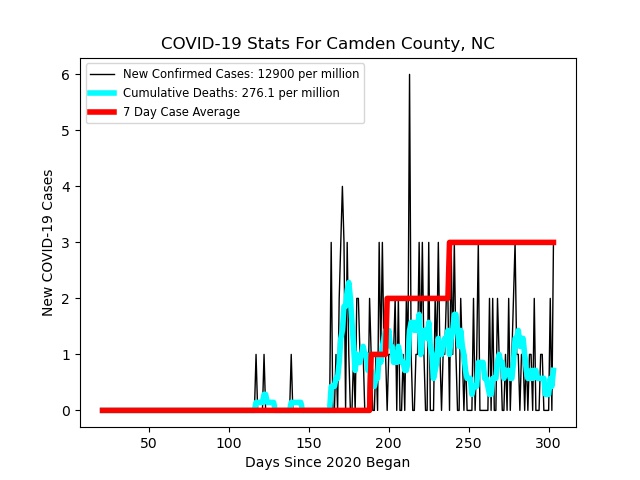 COVID-19 Stats For Camden County, NC
New Confirmed Cases: 12900 per million
Cumulative Deaths: 276.1 per million
7 Day Case Average
New COVID-19 Cases
6
5
4
3
2
1
0
50 100 150 200 250 300
Days Since 2020 Began